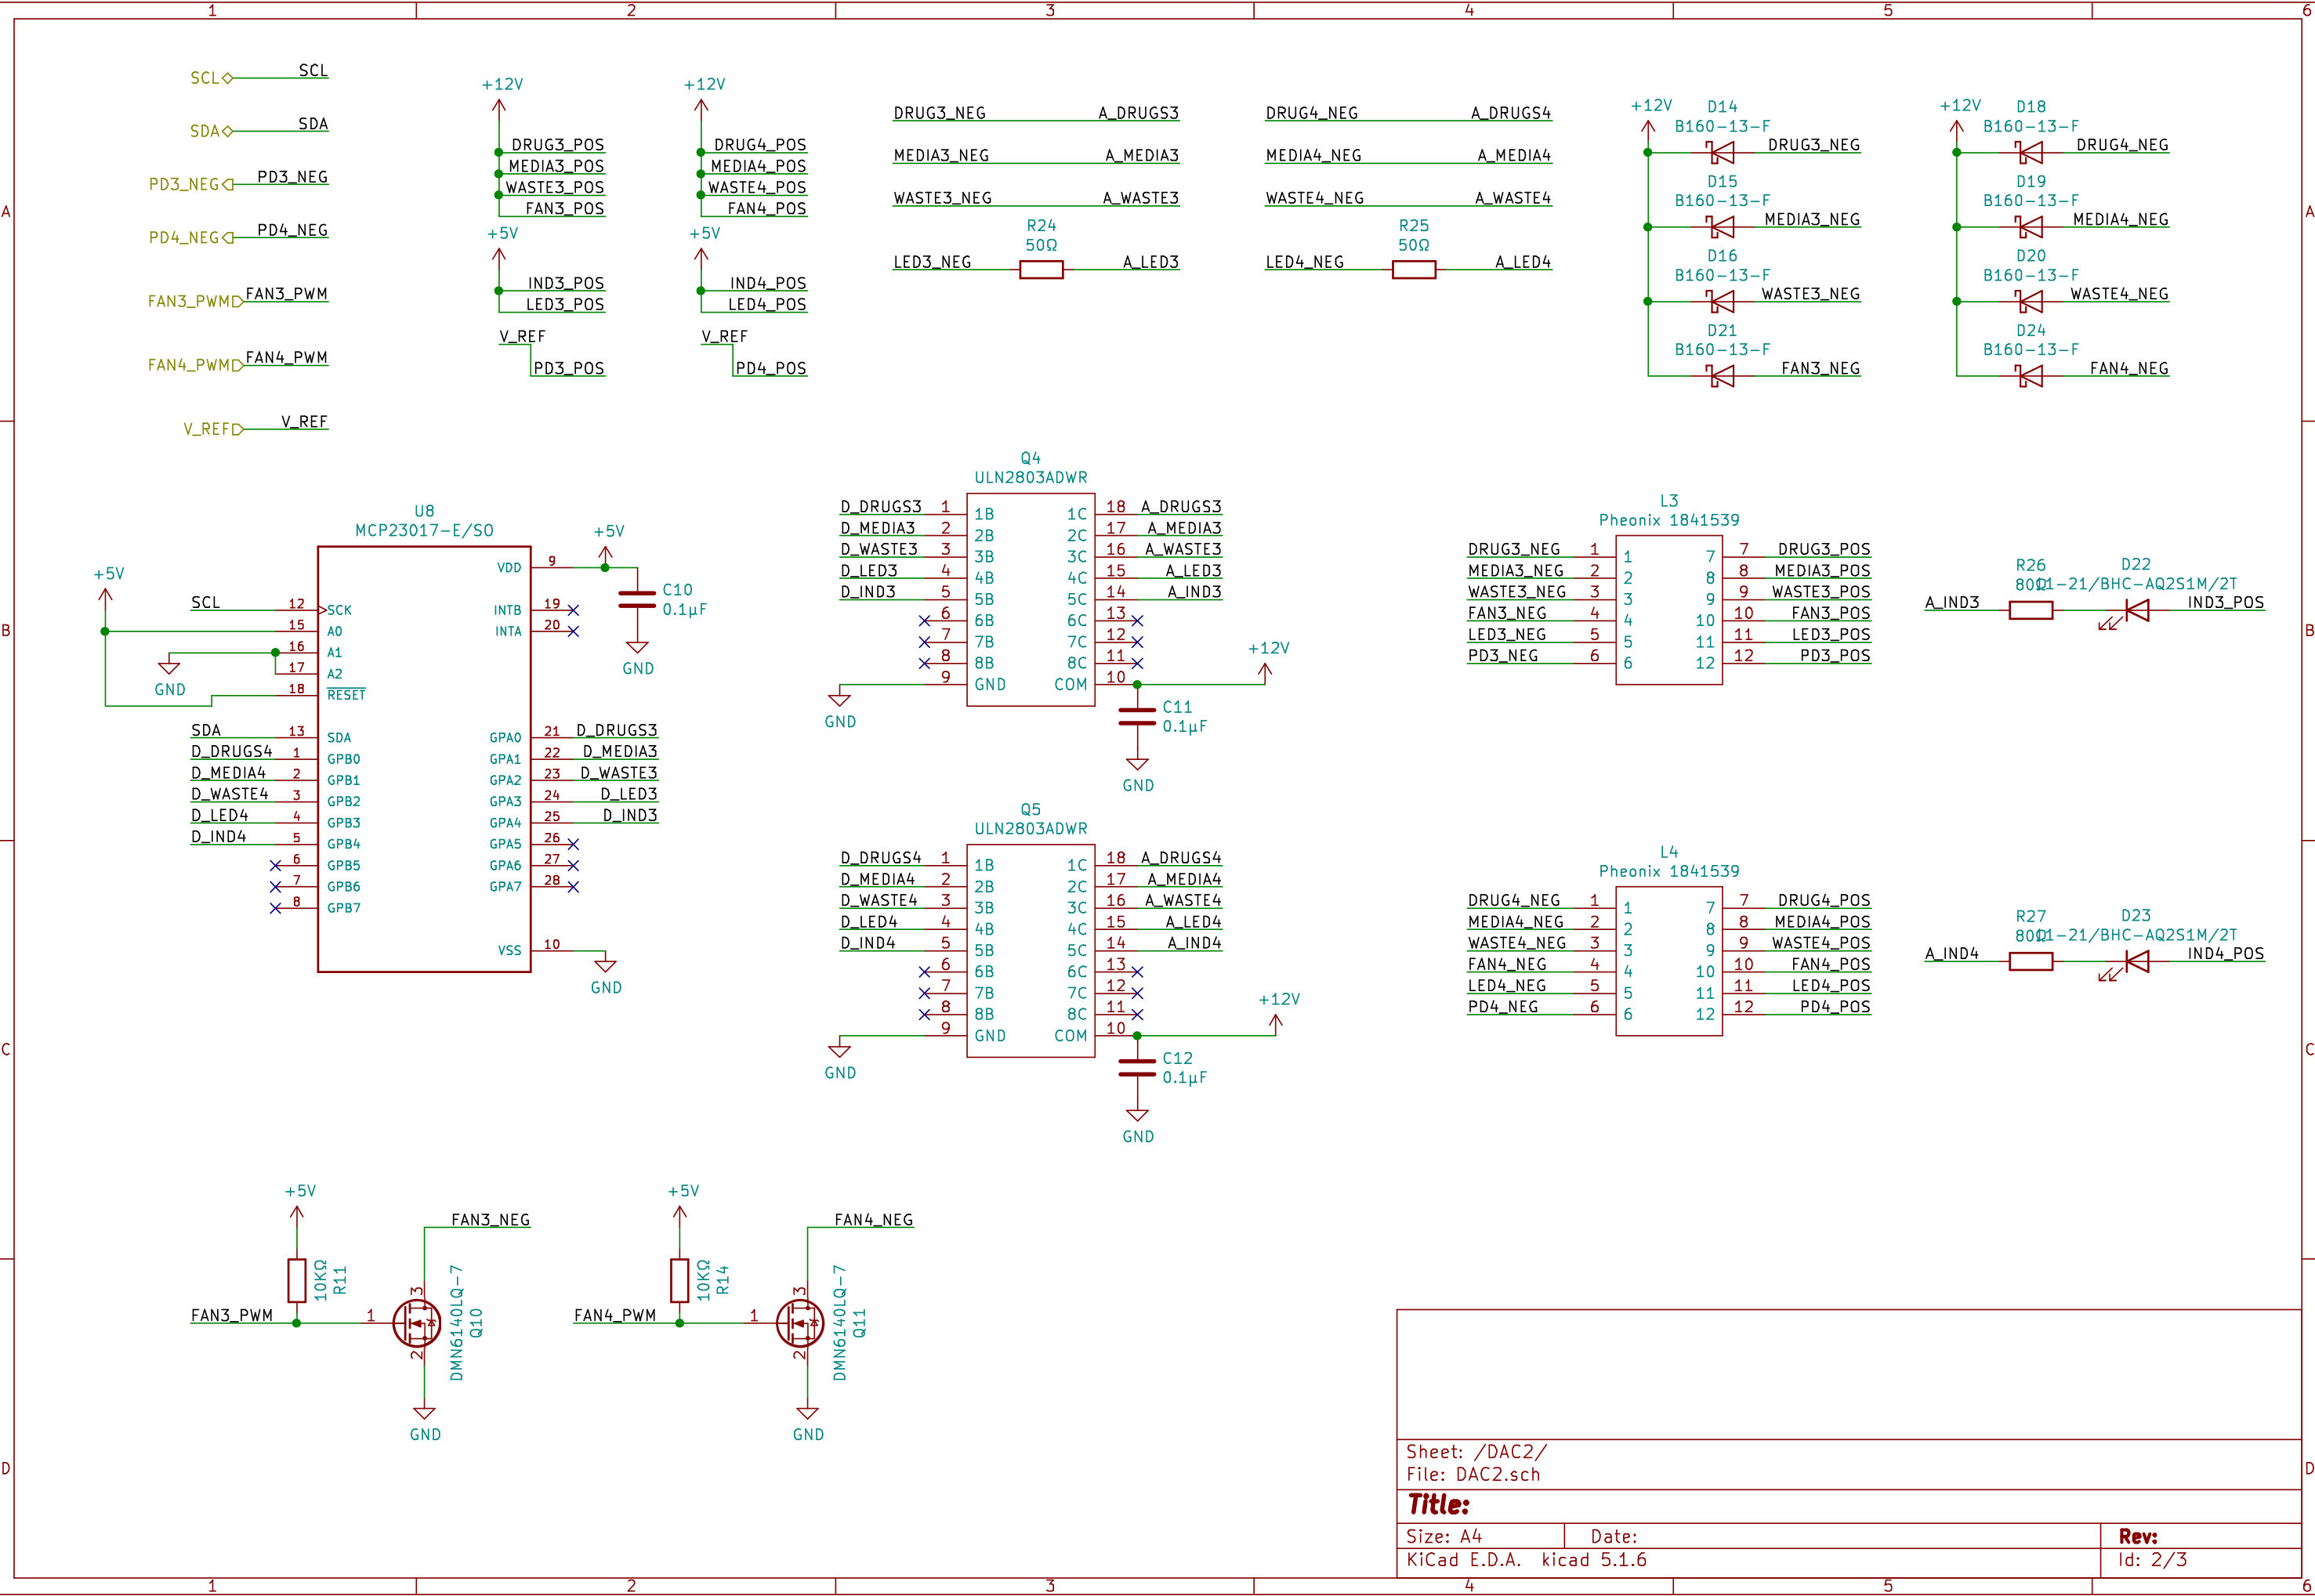 1 2 3 4 5 6
A
B
C
D
A
B
C
D
1 2 3 4 5 6
SCL SCL
SDA SDA
PD3_NEG PD3_NEG
PD4_NEG PD4_NEG
FAN3_PWM FAN3_PWM
FAN4_PWM FAN4_PWM
V_REF V_REF
+12V
DRUG3_POS
MEDIA3_POS
WASTE3_POS
FAN3_POS
+5V
IND3_POS
LED3_POS
V_REF
PD3_POS
+12V
DRUG4_POS
MEDIA4_POS
WASTE4_POS
FAN4_POS
+5V
IND4_POS
LED4_POS
V_REF
PD4_POS
DRUG3_NEG A_DRUGS3
MEDIA3_NEG A_MEDIA3
WASTE3_NEG A_WASTE3
R24
50Ω
LED3_NEG A_LED3
DRUG4_NEG A_DRUGS4
MEDIA4_NEG A_MEDIA4
WASTE4_NEG A_WASTE4
R25
50Ω
LED4_NEG A_LED4
+12V
D14
B160-13-F
DRUG3_NEG
D15
B160-13-F
MEDIA3_NEG
D16
B160-13-F
WASTE3_NEG
D21
B160-13-F
FAN3_NEG
+12V
D18
B160-13-F
DRUG4_NEG
D19
B160-13-F
MEDIA4_NEG
D20
B160-13-F
WASTE4_NEG
D24
B160-13-F
FAN4_NEG
U8
MCP23017-E/SO
+5V
SCL 12 SCK
15 A0
16 A1
17 A2
18 RESET
GND
SDA 13 SDA
D_DRUGS4 1 GPB0
D_MEDIA4 2 GPB1
D_WASTE4 3 GPB2
D_LED4 4 GPB3
D_IND4 5 GPB4
6 GPB5
7 GPB6
8 GPB7
VDD 9
+5V
INTB 19
INTA 20
C10
0.1µF
GND
GPA0 21 D_DRUGS3
GPA1 22 D_MEDIA3
GPA2 23 D_WASTE3
GPA3 24 D_LED3
GPA4 25 D_IND3
GPA5 26
GPA6 27
GPA7 28
VSS 10
GND
Q4
ULN2803ADWR
D_DRUGS3 1 1B 1C 18 A_DRUGS3
D_MEDIA3 2 2B 2C 17 A_MEDIA3
D_WASTE3 3 3B 3C 16 A_WASTE3
D_LED3 4 4B 4C 15 A_LED3
D_IND3 5 5B 5C 14 A_IND3
6 6B 6C 13
7 7B 7C 12
8 8B 8C 11
9 GND COM 10
+12V
GND
C11
0.1µF
GND
Q5
ULN2803ADWR
D_DRUGS4 1 1B 1C 18 A_DRUGS4
D_MEDIA4 2 2B 2C 17 A_MEDIA4
D_WASTE4 3 3B 3C 16 A_WASTE4
D_LED4 4 4B 4C 15 A_LED4
D_IND4 5 5B 5C 14 A_IND4
6 6B 6C 13
7 7B 7C 12
8 8B 8C 11
9 GND COM 10
+12V
GND
C12
0.1µF
GND
L3
Pheonix 1841539
DRUG3_NEG 1 1 7 7 DRUG3_POS
MEDIA3_NEG 2 2 8 8 MEDIA3_POS
WASTE3_NEG 3 3 9 9 WASTE3_POS
FAN3_NEG 4 4 10 10 FAN3_POS
LED3_NEG 5 5 11 11 LED3_POS
PD3_NEG 6 6 12 12 PD3_POS
R26
80Ω
D22
11-21/BHC-AQ2S1M/2T
A_IND3 IND3_POS
L4
Pheonix 1841539
DRUG4_NEG 1 1 7 7 DRUG4_POS
MEDIA4_NEG 2 2 8 8 MEDIA4_POS
WASTE4_NEG 3 3 9 9 WASTE4_POS
FAN4_NEG 4 4 10 10 FAN4_POS
LED4_NEG 5 5 11 11 LED4_POS
PD4_NEG 6 6 12 12 PD4_POS
R27
80Ω
D23
11-21/BHC-AQ2S1M/2T
A_IND4 IND4_POS
+5V
FAN3_NEG
10KΩ
R11
FAN3_PWM 1
3
2
DMN6140LQ-7
Q10
GND
+5V
FAN4_NEG
10KΩ
R14
FAN4_PWM 1
3
2
DMN6140LQ-7
Q11
GND
Sheet: /DAC2/
File: DAC2.sch
Title:
Size: A4 Date: Rev:
KiCad E.D.A. kicad 5.1.6 Id: 2/3